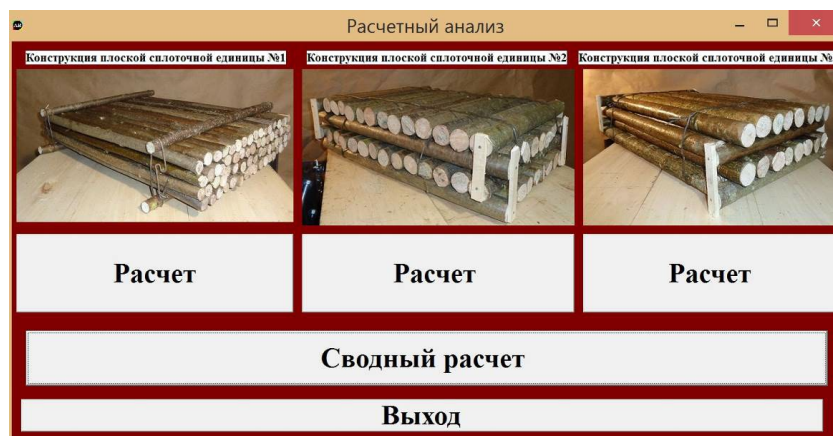 Расчетный анализ
Конструкция плоской сплоточной единицы №1
Конструкция плоской сплоточной единицы №2
Конструкция плоской сплоточной единицы №
Расчет
Расчет
Расчет
Сводный расчет
Выход